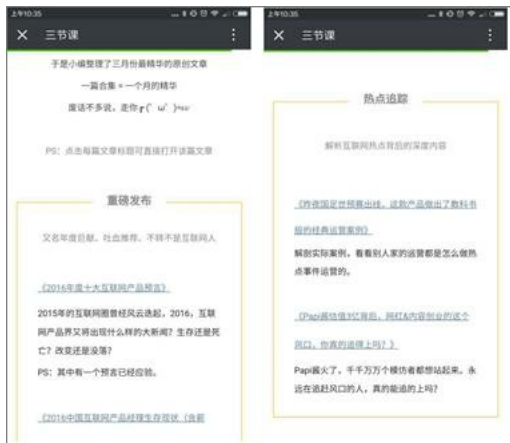 上午10:35
三节课
于是小编整理了三月份最精华的原创文章
一篇合集 = 一个月的精华
废话不多说，走你
PS：点击每篇文章标题可直接打开该篇文章
重磅发布
又名年度巨献、吐血推荐、不转不是互联网人
《2016年度十大互联网产品预言》
2015年的互联网圈曾经风云迭起，2016，互联
网产品界又将出现什么样的大新闻？生存还是死
亡？改变还是没落？
PS：其中有一个预言已经应验。
《2016中国互联网产品经理生存现状（含薪
上午10:35
三节课
热点追踪
解析互联网热点背后的深度内容
《昨夜国足世预赛出线，这款产品做出了教科书
般的经典运营案例》
解剖实际案例，看看别人家的运营都是怎么做热
点事件运营的。
《Papi酱估值3亿背后，网红&内容创业的这个
风口，你真的追得上吗？》
Papi酱火了，千千万万个模仿者都想站起来。永
远在追赶风口的人，真的能追的上吗？